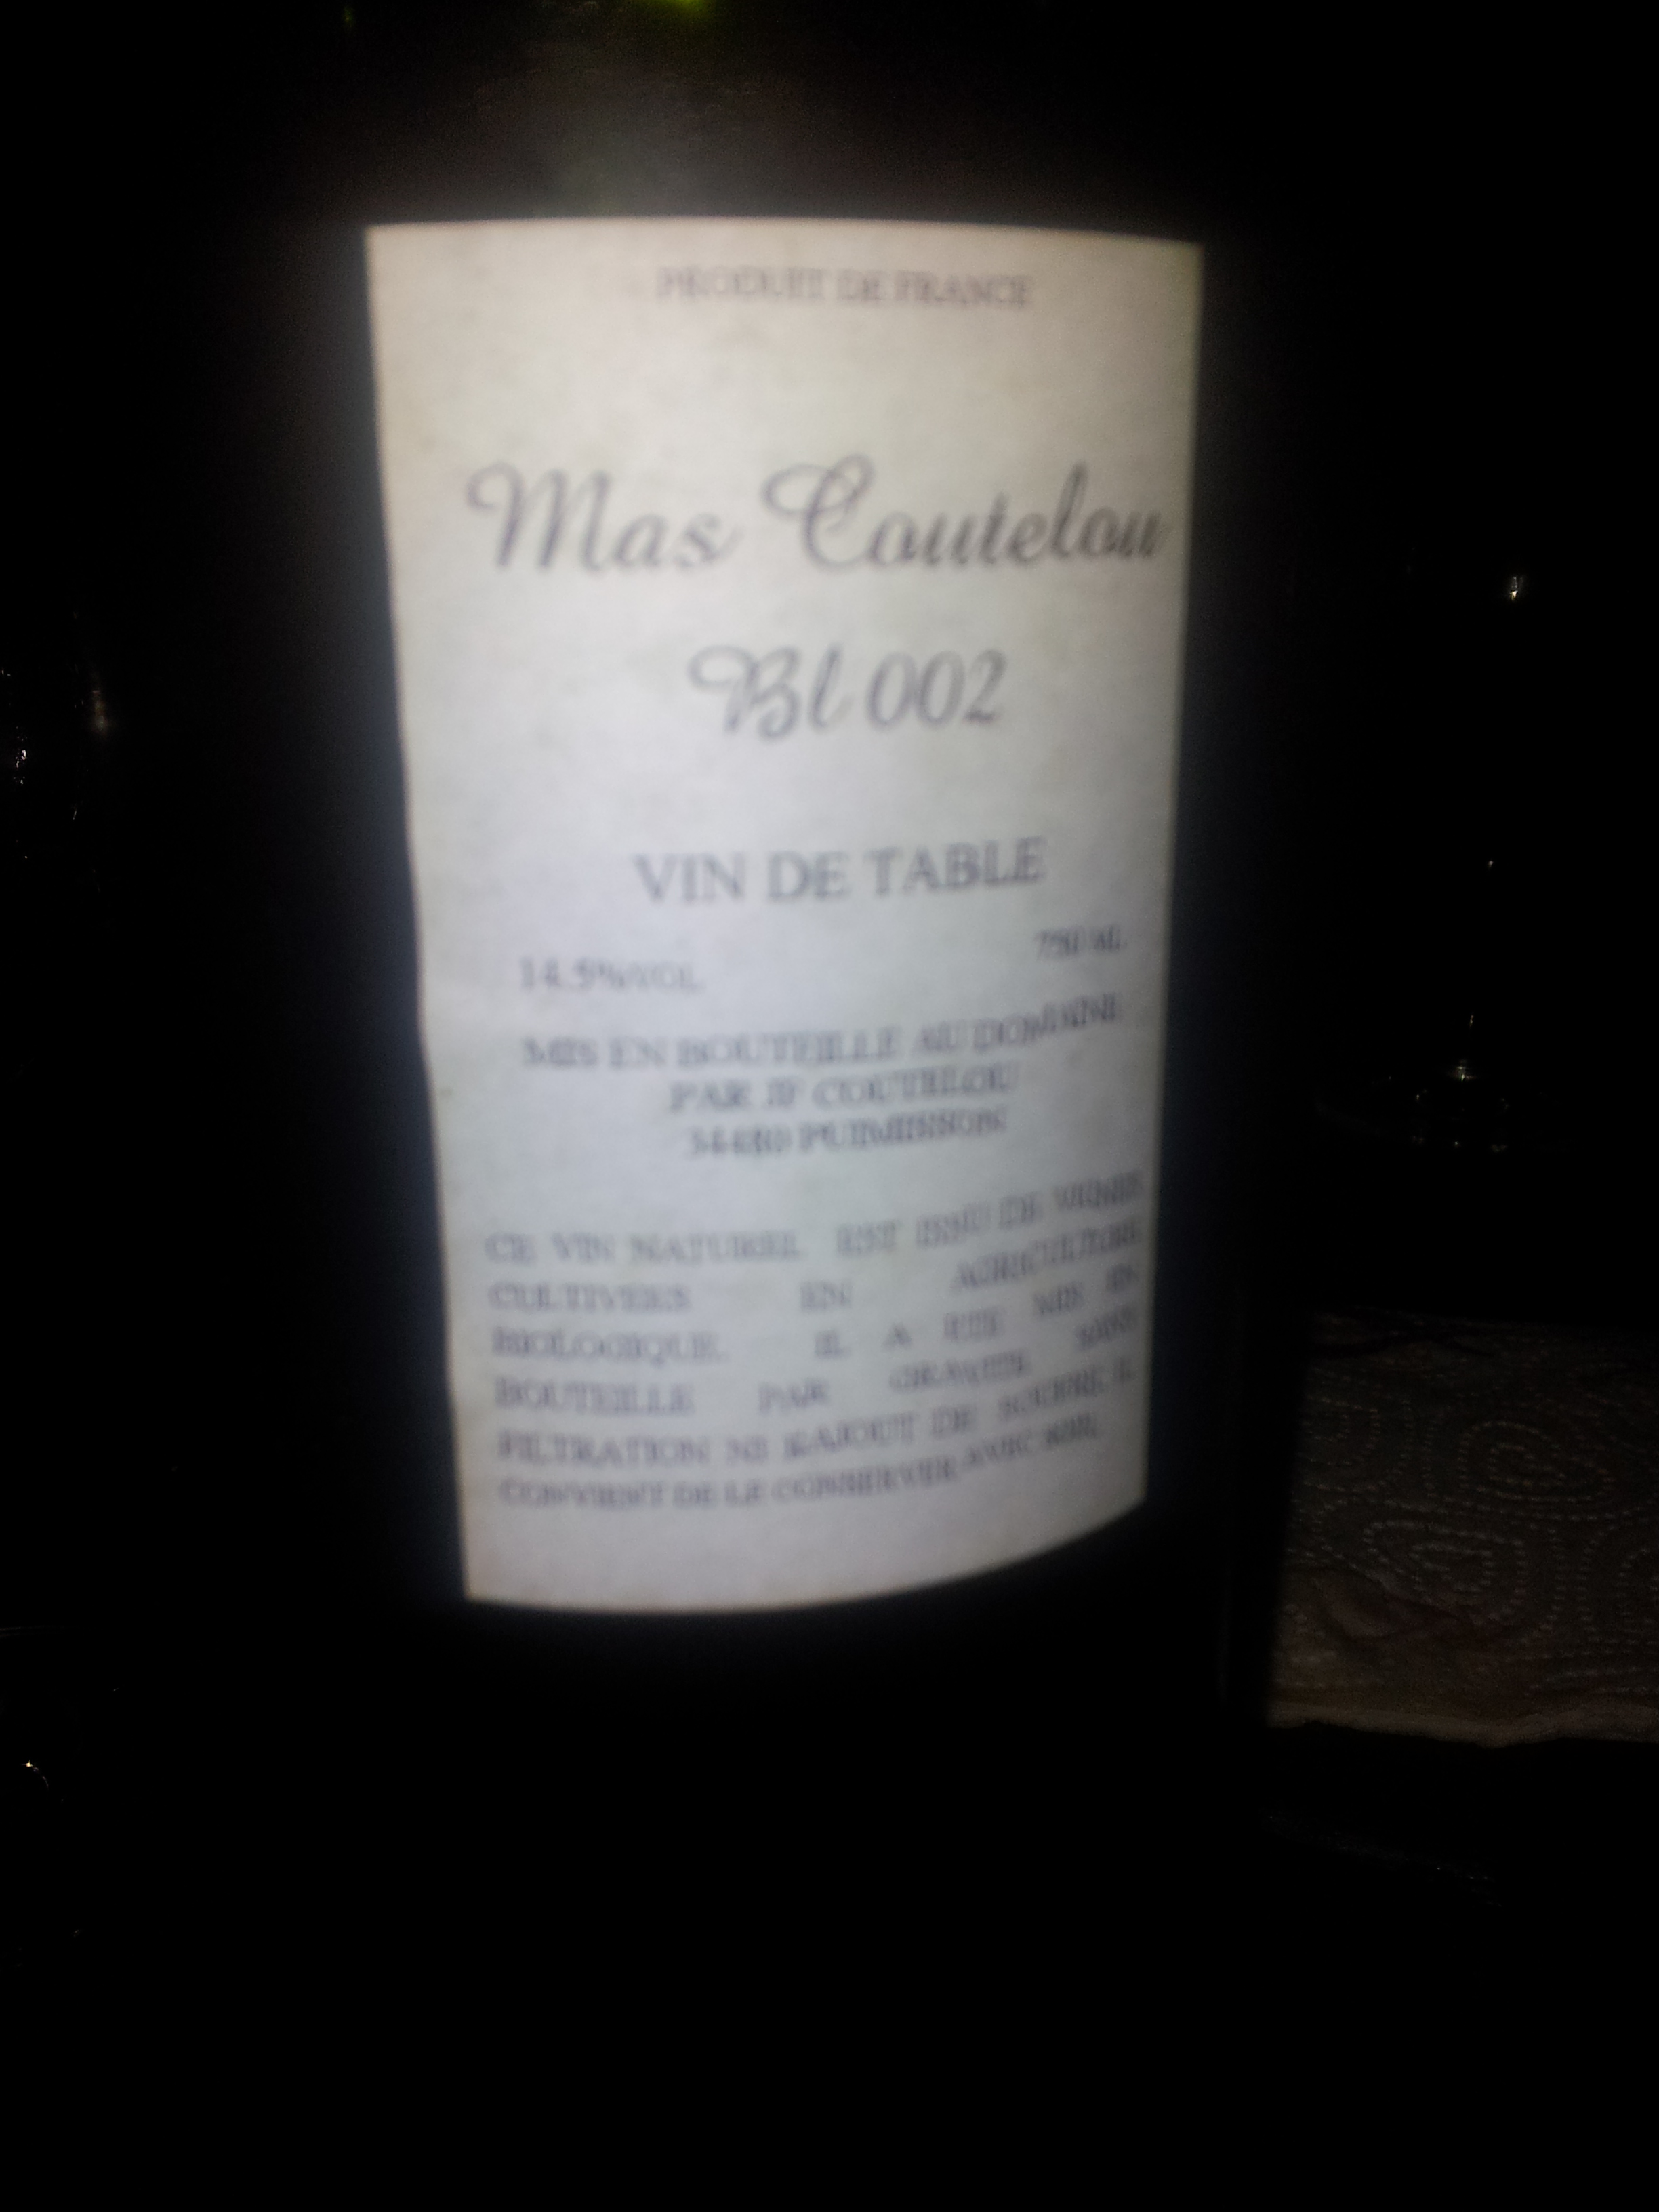 PRODUIT DE FRANCE
Mas Coutelou
Bl 002
VIN DE TABLE
750 ML
14.5%VOL
MIS EN BOUTEILLE AU DOMAINE
PAR JF COUTELOU
34480 PUIMISSON
CE VIN NATUREL EST ISSU DE VIGNES
CULTIVEES EN AGRICULTURE
BIOLOGIQUE. IL A ETE MIS EN
BOUTEILLE PAR GRAVITE SANS
FILTRATION NI RAJOUT DE SOUFRE. IL
CONVIENT DE LE CONSERVER AVEC